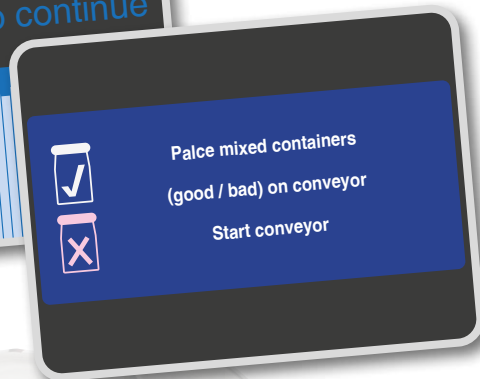 o continue
Palce mixed containers
(good / bad) on conveyor
Start conveyor